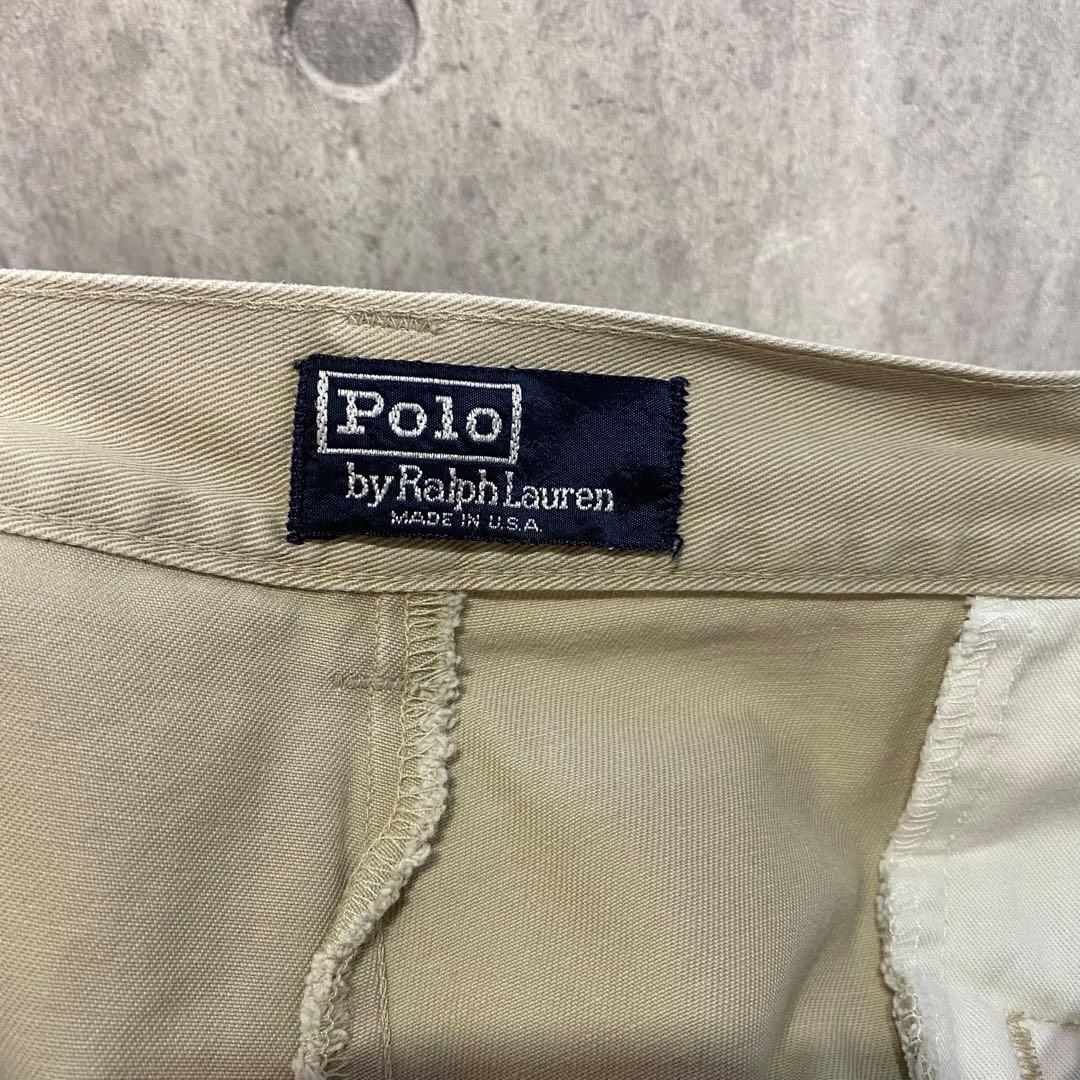 Polo
by Ralph Lauren
MADE IN U.S.A.